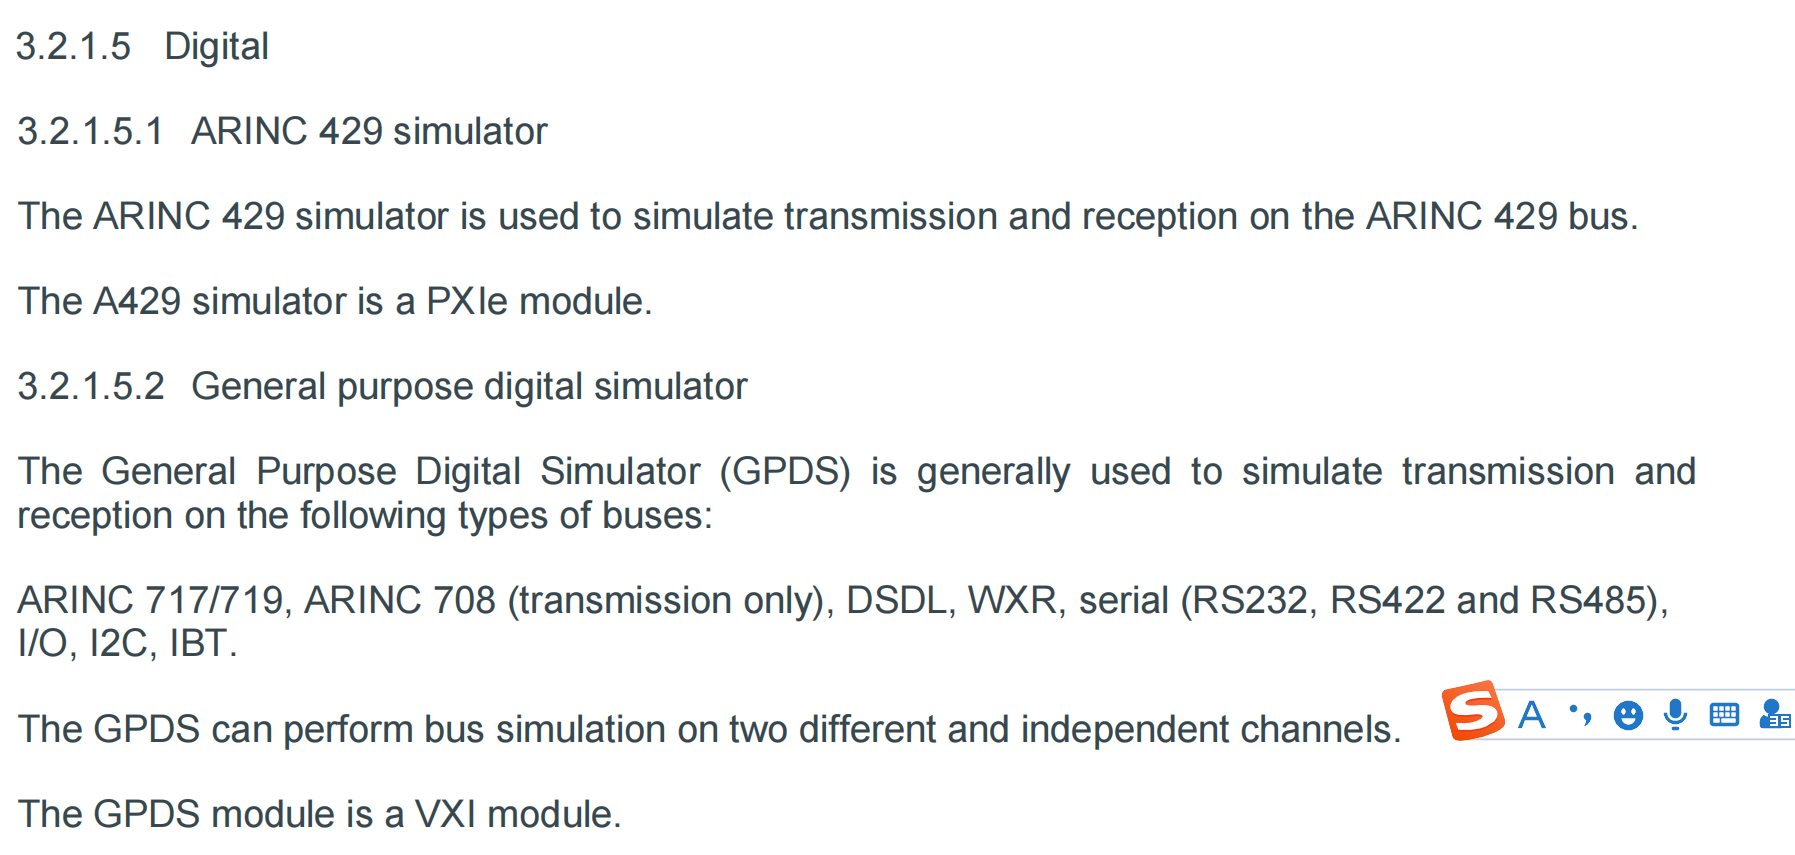 3.2.1.5 Digital
3.2.1.5.1 ARINC 429 simulator
The ARINC 429 simulator is used to simulate transmission and reception on the ARINC 429 bus.
The A429 simulator is a PXIe module.
3.2.1.5.2 General purpose digital simulator
The General Purpose Digital Simulator (GPDS) is generally used to simulate transmission and
reception on the following types of buses:
ARINC 717/719, ARINC 708 (transmission only), DSDL, WXR, serial (RS232, RS422 and RS485),
I/O, I2C, IBT.
The GPDS can perform bus simulation on two different and independent channels.
S A
The GPDS module is a VXI module.